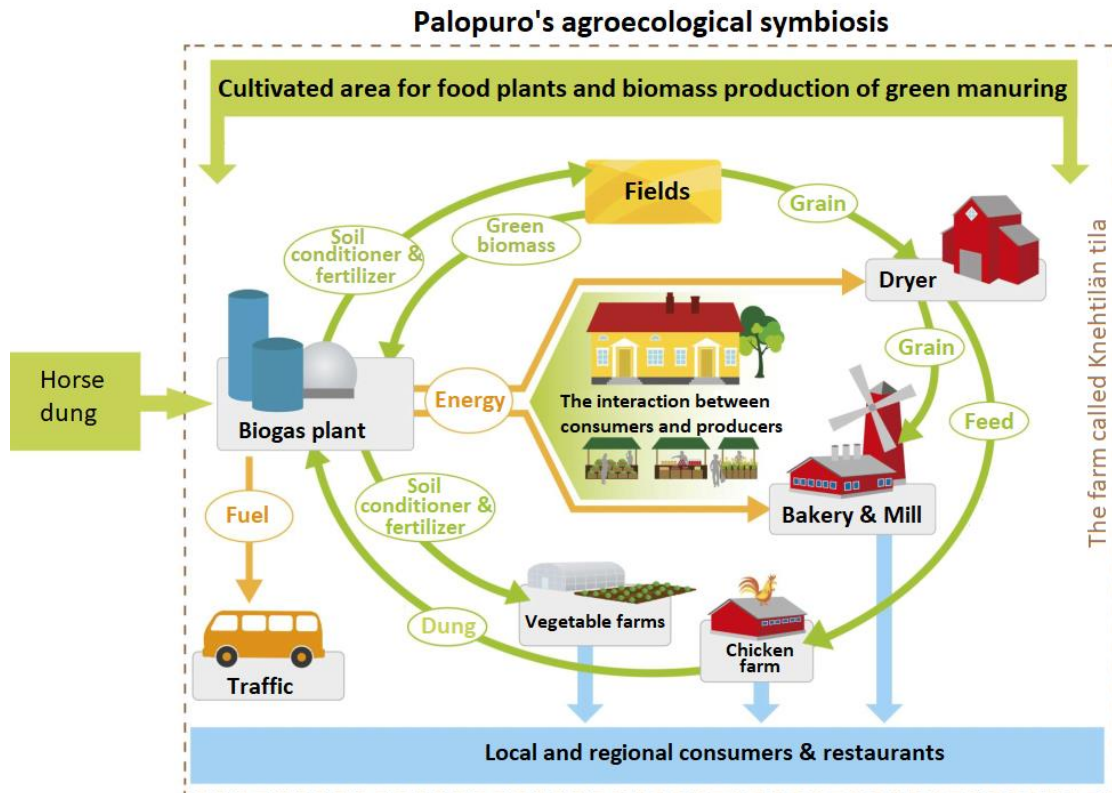 Palopuro's agroecological symbiosis
Cultivated area for food plants and biomass production of green manuring
Fields
Grain
Soil
conditioner &
fertilizer
Green
biomass
Dryer
The farm called Knehtilän tila
Horse
dung
Biogas plant
Energy
The interaction between
consumers and producers
Grain
Feed
Fuel
Soil
conditioner &
fertilizer
Bakery & Mill
Dung
Vegetable farms
Chicken
farm
Traffic
Local and regional consumers & restaurants